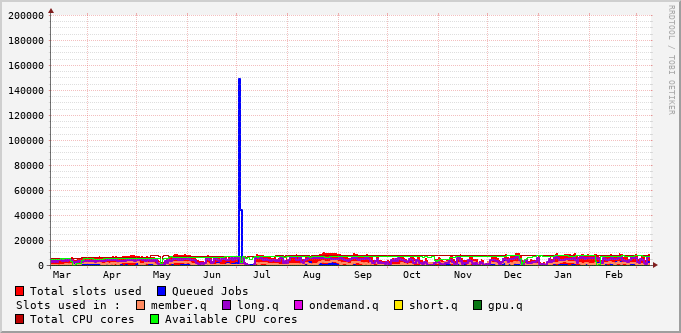 RRDTOOL / TOBI OETIKER
200000
180000
160000
140000
120000
100000
80000
60000
40000
20000
0
Mar Apr May Jun Jul Aug Sep Oct Nov Dec Jan Feb
Total slots used Queued Jobs
Slots used in : member.q long.q ondemand.q short.q gpu.q
Total CPU cores Available CPU cores